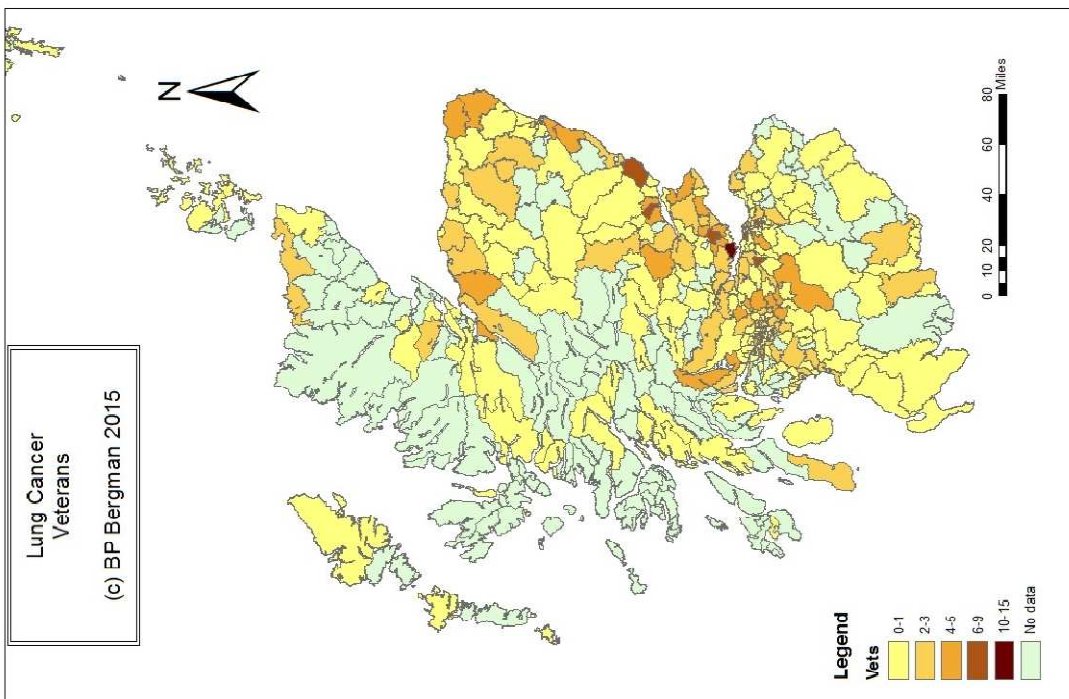 Lung Cancer
Veterans
(c) BP Bergman 2015
N
Legend
Vets
0-1
2-3
4-5
6-9
10-15
No data
0 10 20 40 60 80
Miles